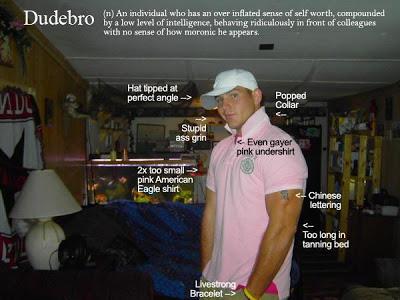 Dudebro
(n) An individual who has an over inflated sense of self worth, compounded
by a low level of intelligence, behaving ridiculously in front of colleagues
with no sense of how moronic he appears.
Hat tipped at
perfect angle -->
Popped
Collar
-->
Stupid
ass grin
<-- Even gayer
pink undershirt
2x too small
pink American
Eagle shirt
-->
<-- Chinese
lettering
<--
Too long in
tanning bed
Livestrong
Bracelet -->